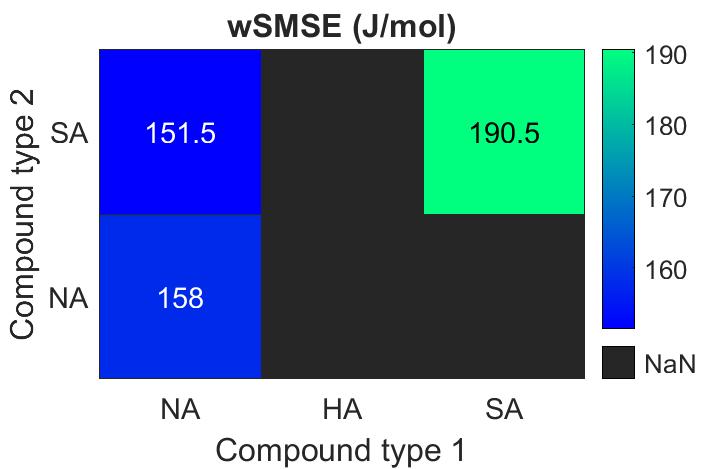 wSMSE (J/mol)
Compound type 2
SA
151.5
190.5
NA
158
NA
HA
SA
Compound type 1
190
180
170
160
NaN